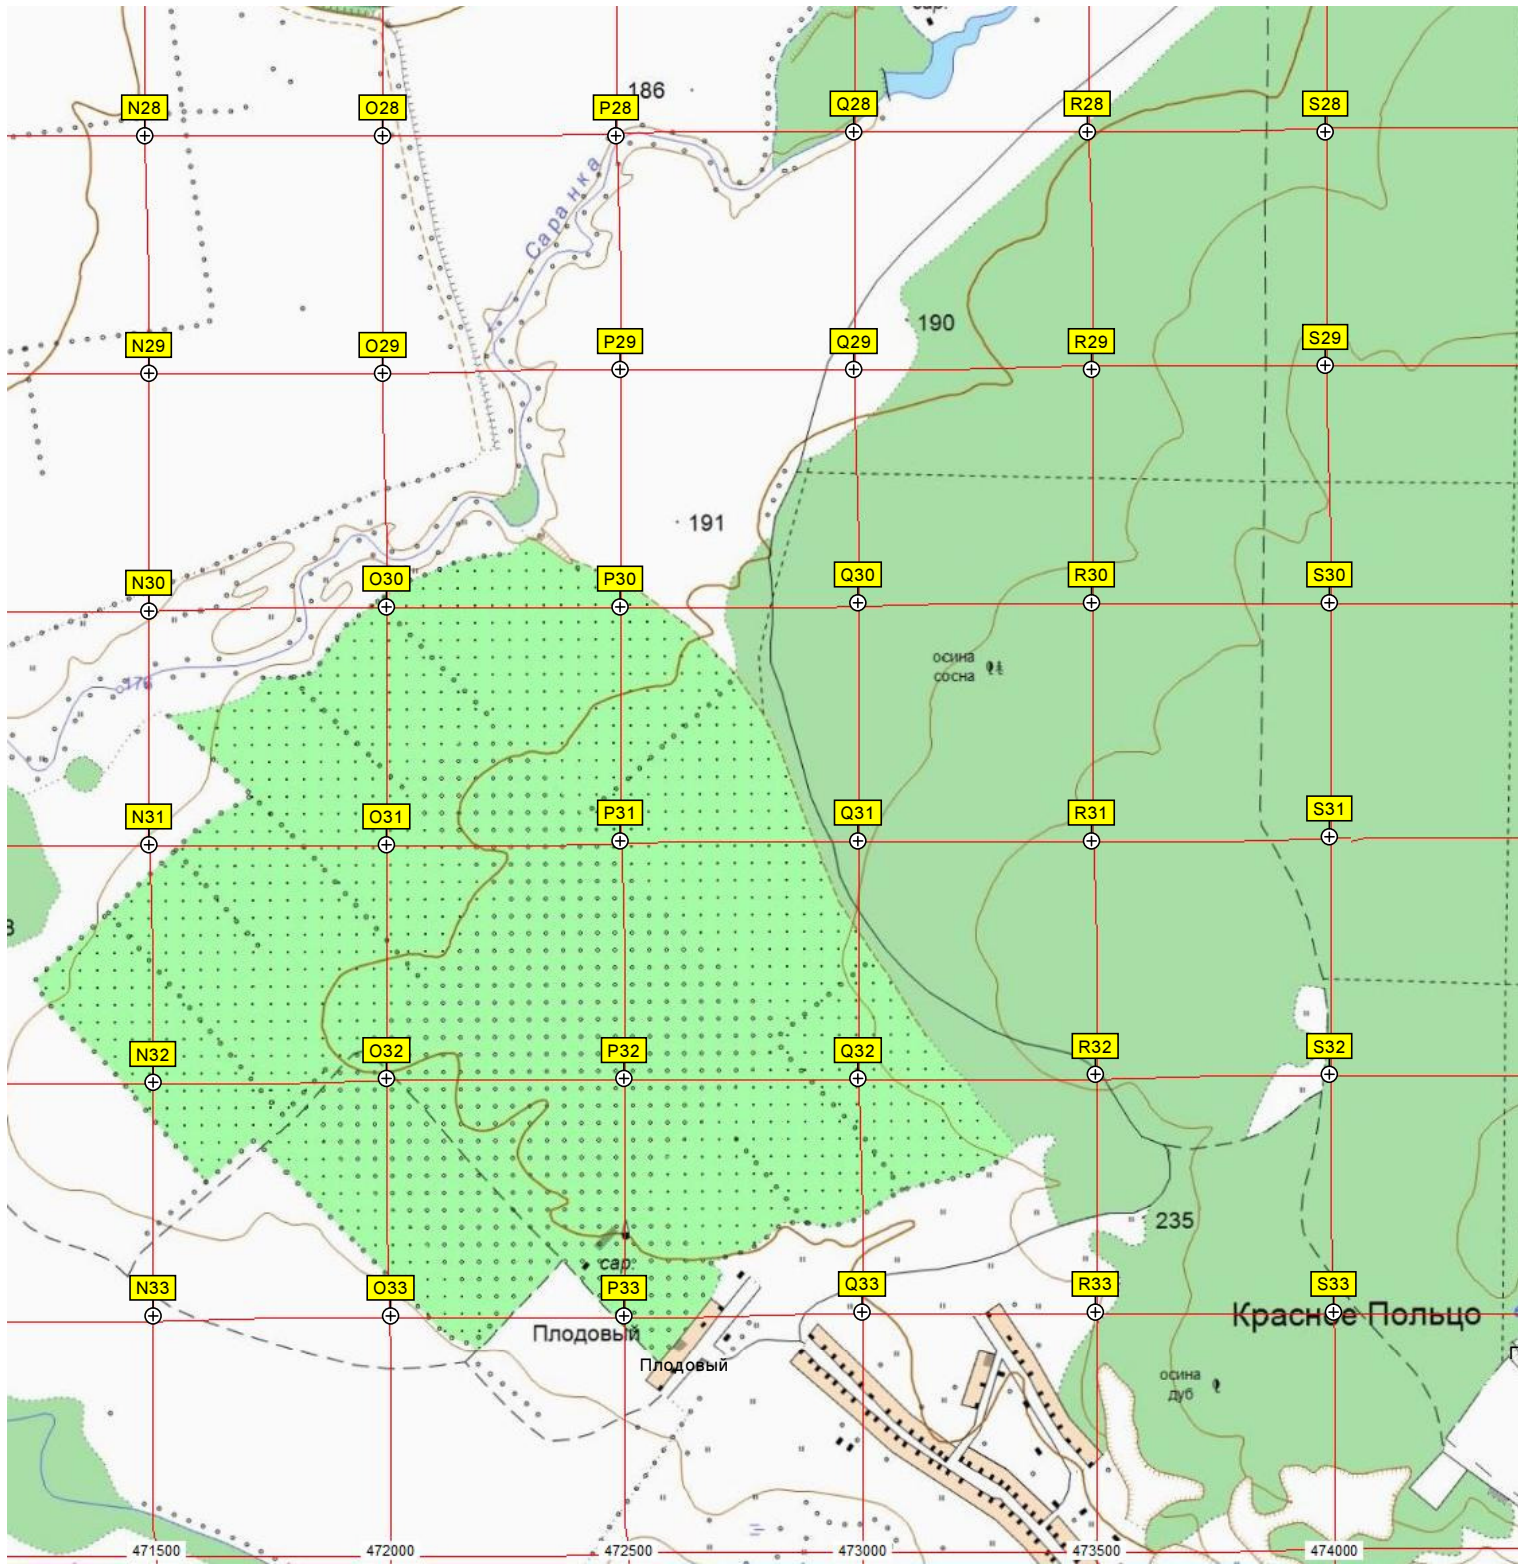 сар.
186
N28 O28 P28 Q28 R28 S28
Саранка
190
N29 O29 P29 Q29 R29 S29
191
N30 O30 P30 Q30 R30 S30
осина
сосна
176
N31 O31 P31 Q31 R31 S31
N32 O32 P32 Q32 R32 S32
235
сар.
N33 O33 P33 Q33 R33 S33
Красное Польцо
Плодовый
Плодовый
осина
дуб
471500 472000 472500 473000 473500 474000